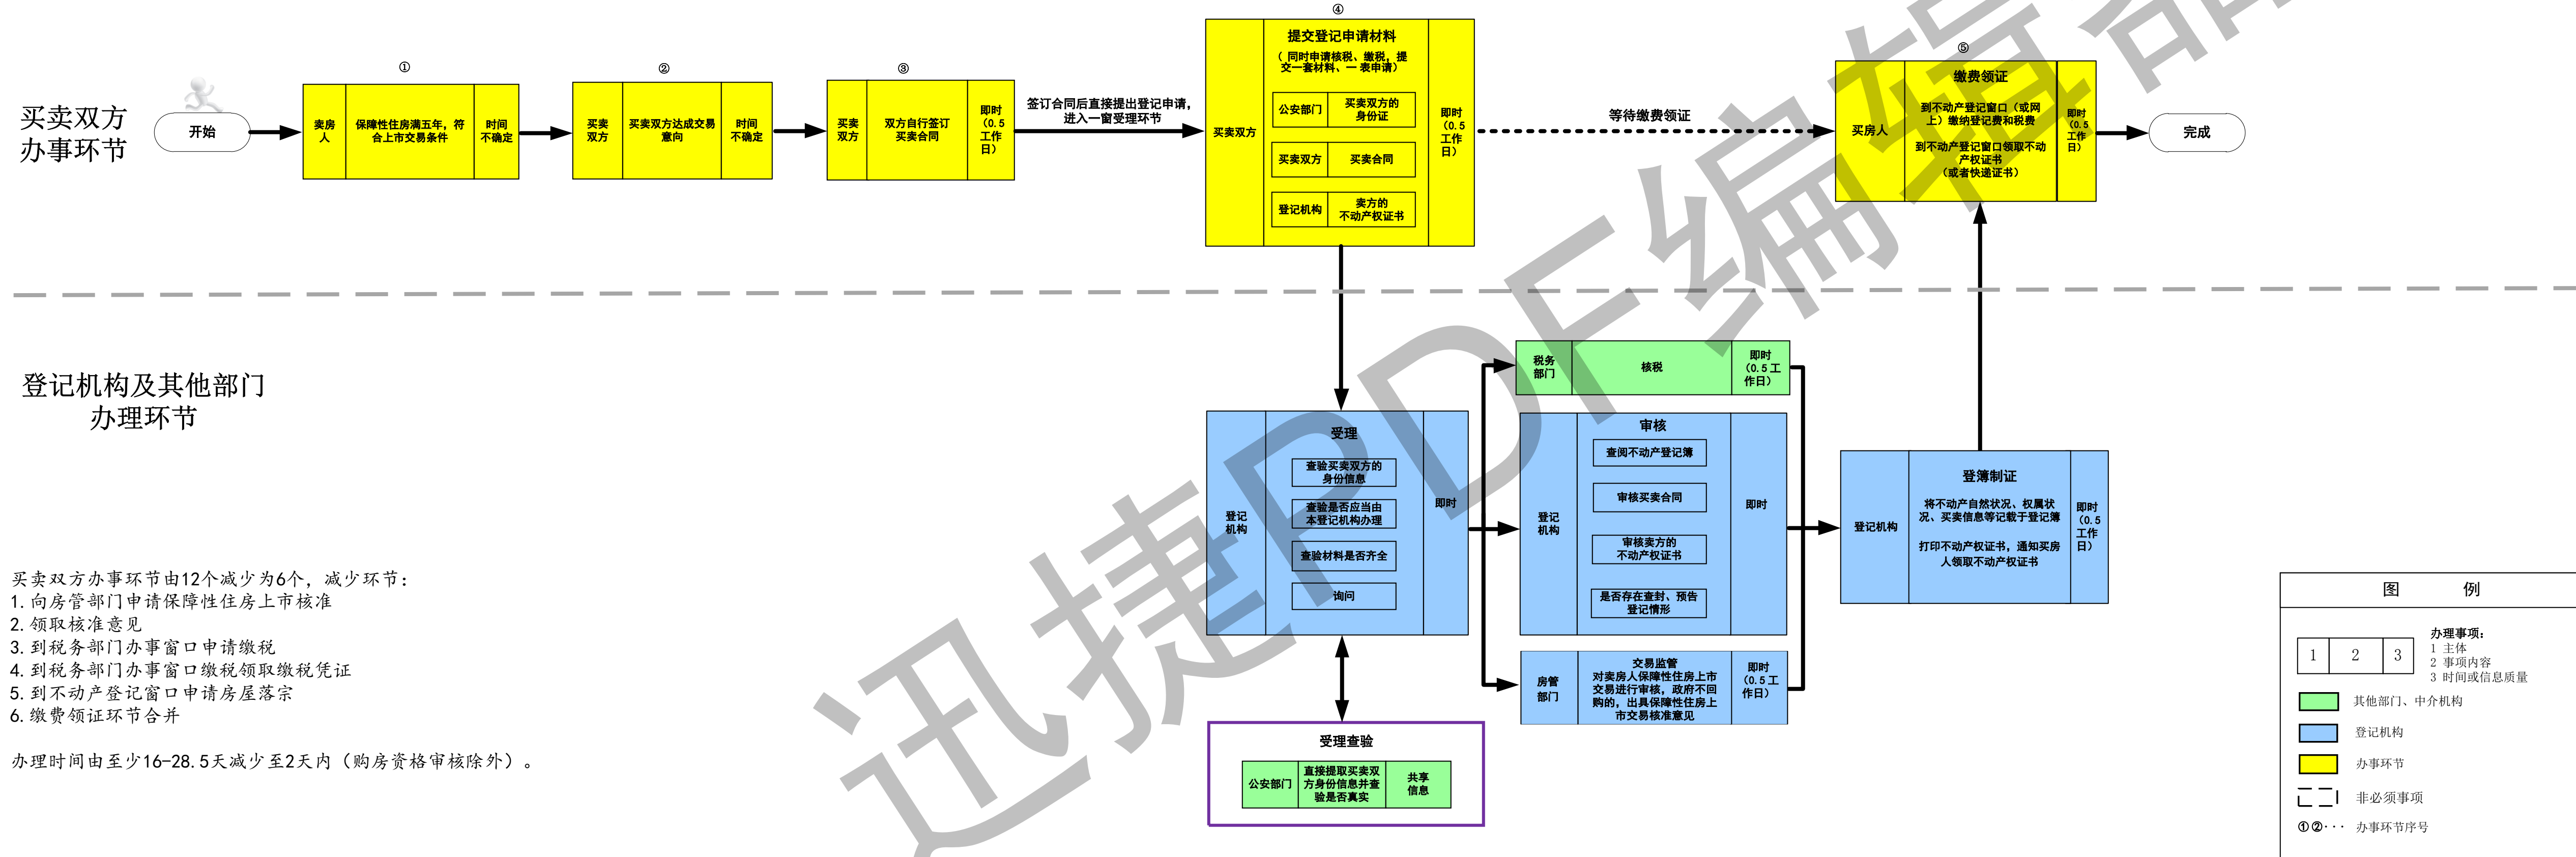 买卖双方
办事环节
开始
①
卖房
人
保障性住房满五年，符
合上市交易条件
时间
不确定
②
买卖
双方
买卖双方达成交易
意向
时间
不确定
③
买卖
双方
双方自行签订
买卖合同
即时
（0.5
工作
日）
签订合同后直接提出登记申请，
进入一窗受理环节
④
买卖双方
提交登记申请材料
（ 同时申请核税、缴税，提
交一套材料、一 表申请）
公安部门
买卖双方的
身份证
买卖双方
买卖合同
登记机构
卖方的
不动产权证书
即时
（0.5
工作
日）
等待缴费领证
⑤
买房人
缴费领证
到不动产登记窗口（或网
上）缴纳登记费和税费
到不动产登记窗口领取不动
产权证书
（或者快递证书）
即时
（0.5
工作
日）
完成
登记机构及其他部门
办理环节
登记
机构
受理
查验买卖双方的
身份信息
查验是否应当由
本登记机构办理
查验材料是否齐全
询问
即时
受理查验
公安部门
直接提取买卖双
方身份信息并查
验是否真实
共享
信息
税务
部门
核税
即时
（0.5 工
作日）
登记
机构
审核
查阅不动产登记簿
审核买卖合同
审核卖方的
不动产权证书
是否存在查封、预告
登记情形
即时
房管
部门
交易监管
对卖房人保障性住房上市
交易进行审核，政府不回
购的，出具保障性住房上
市交易核准意见
即时
（0.5 工
作日）
登记机构
登簿制证
将不动产自然状况、权属状
况、买卖信息等记载于登记簿
打印不动产权证书，通知买房
人领取不动产权证书
即时
（0.5
工作
日）
买卖双方办事环节由12个减少为6个，减少环节：
1.向房管部门申请保障性住房上市核准
2.领取核准意见
3.到税务部门办事窗口申请缴税
4.到税务部门办事窗口缴税领取缴税凭证
5.到不动产登记窗口申请房屋落宗
6.缴费领证环节合并
办理时间由至少16-28.5天减少至2天内（购房资格审核除外）。
图 例
1 2 3
办理事项：
1 主体
2 事项内容
3 时间或信息质量
其他部门、中介机构
登记机构
办事环节
非必须事项
①②··· 办事环节序号
迅捷PDF编辑器